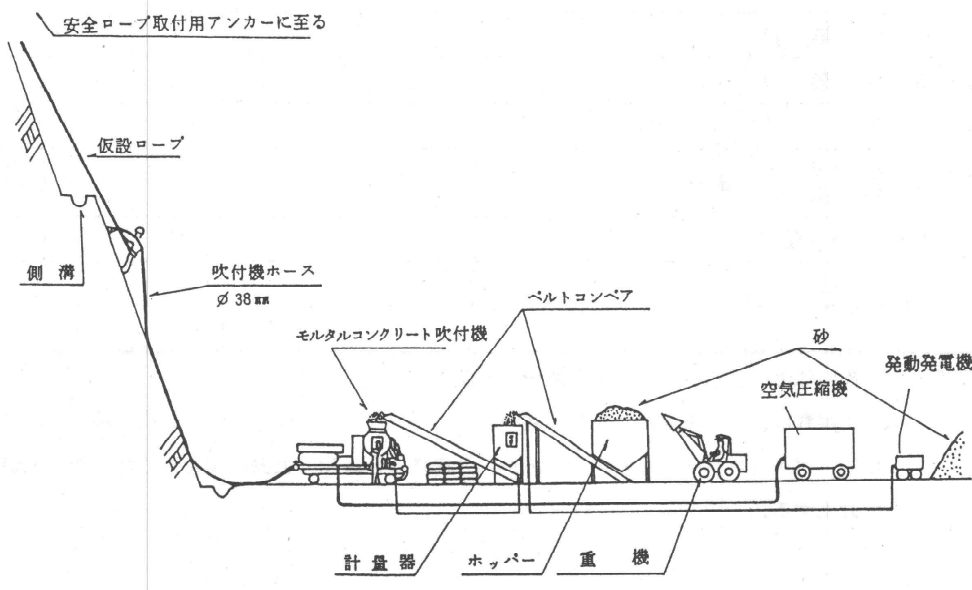 安全ロープ取付用アンカーに至る
仮設ロープ
側溝
吹付機ホース
φ38mm
ベルトコンベア
モルタルコンクリート吹付機
砂
発動発電機
空気圧縮機
計量器
ホッパー
重機